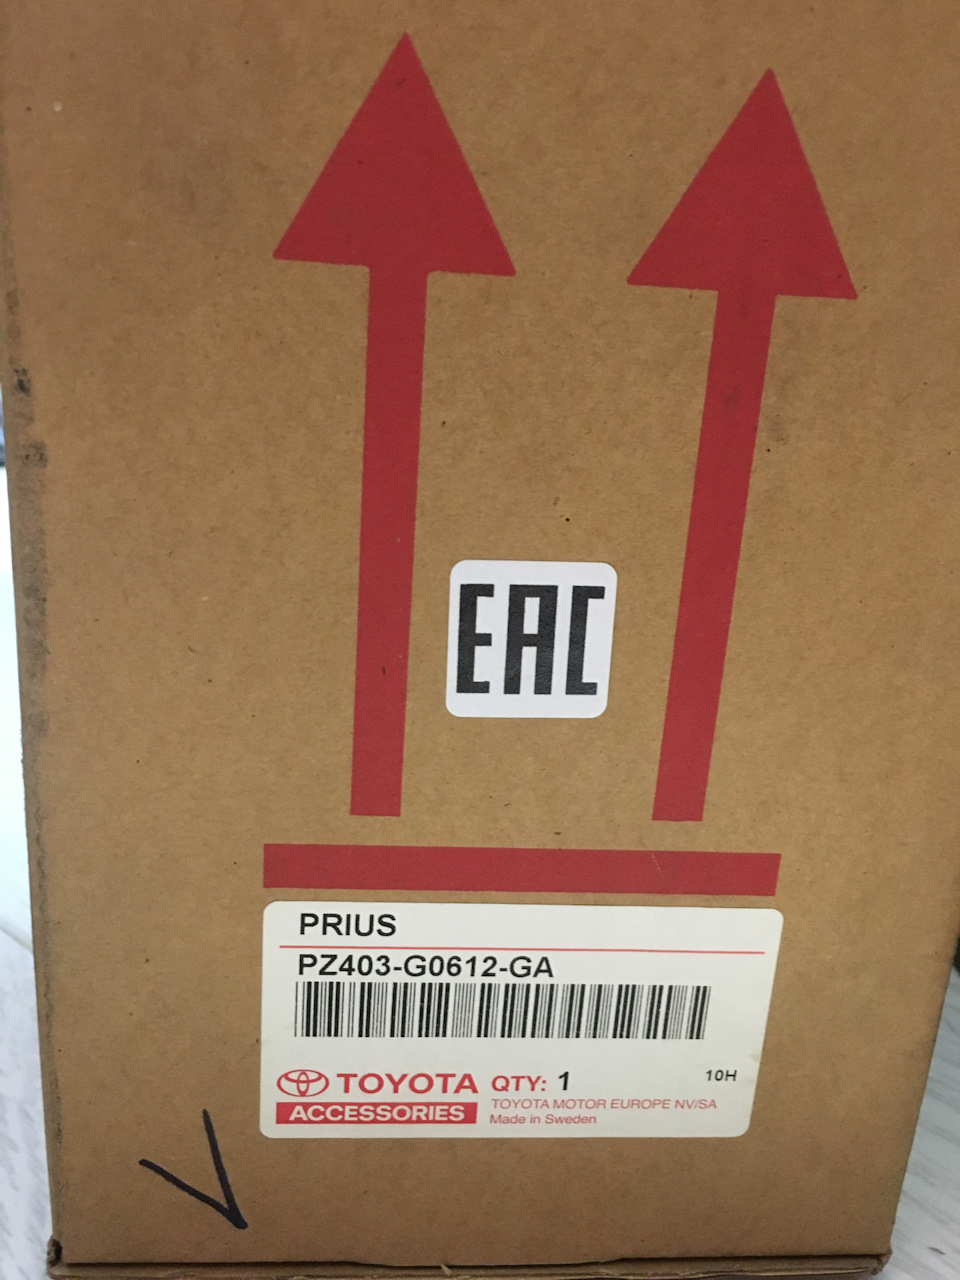 EAC
PRIUS
PZ403-G0612-GA
TOYOTA QTY: 1 10H
ACCESSORIES TOYOTA MOTOR EUROPE NV/SA
Made in Sweden